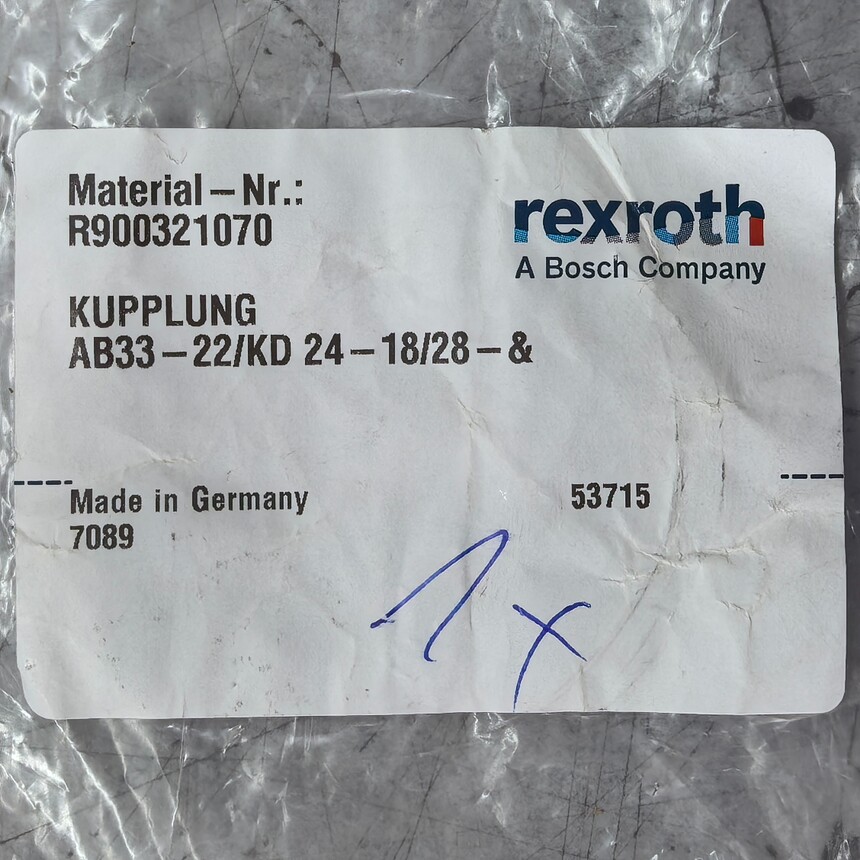 Material – Nr.:
R900321070
rexroth
A Bosch Company
KUPPLUNG
AB33 – 22/KD 24 – 18/28 – &
Made in Germany
53715
7089
1x